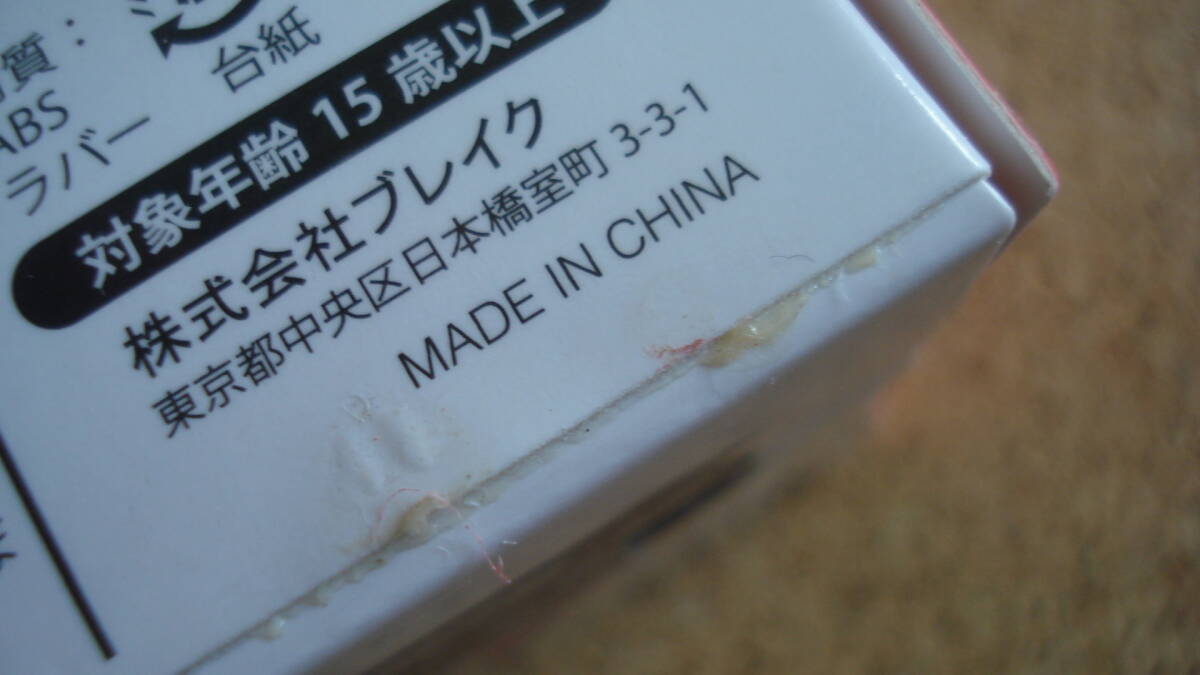 質：
ABS
ラバー
台紙
対象年齢 15 歳以上
株式会社ブレイク
東京都中央区日本橋室町 3-3-1
MADE IN CHINA